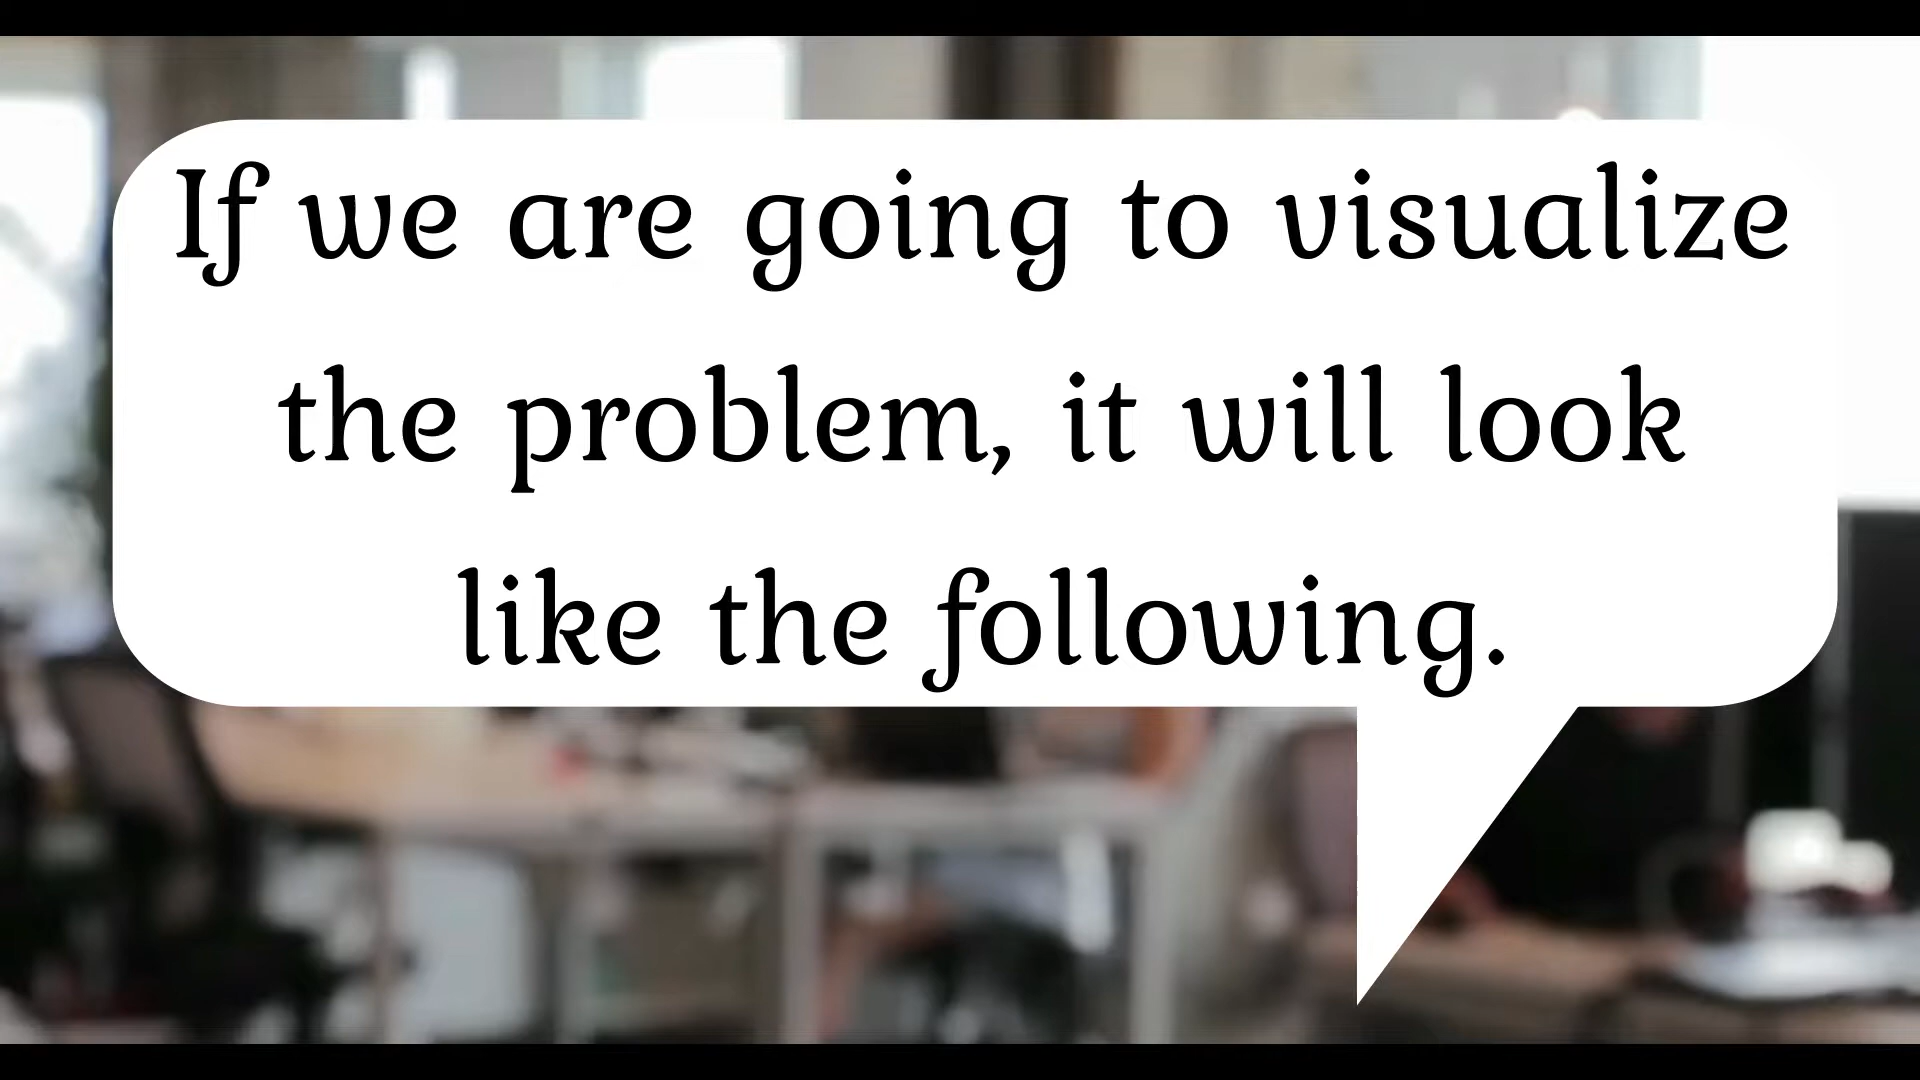 If we are going to visualize
the problem, it will look
like the following.